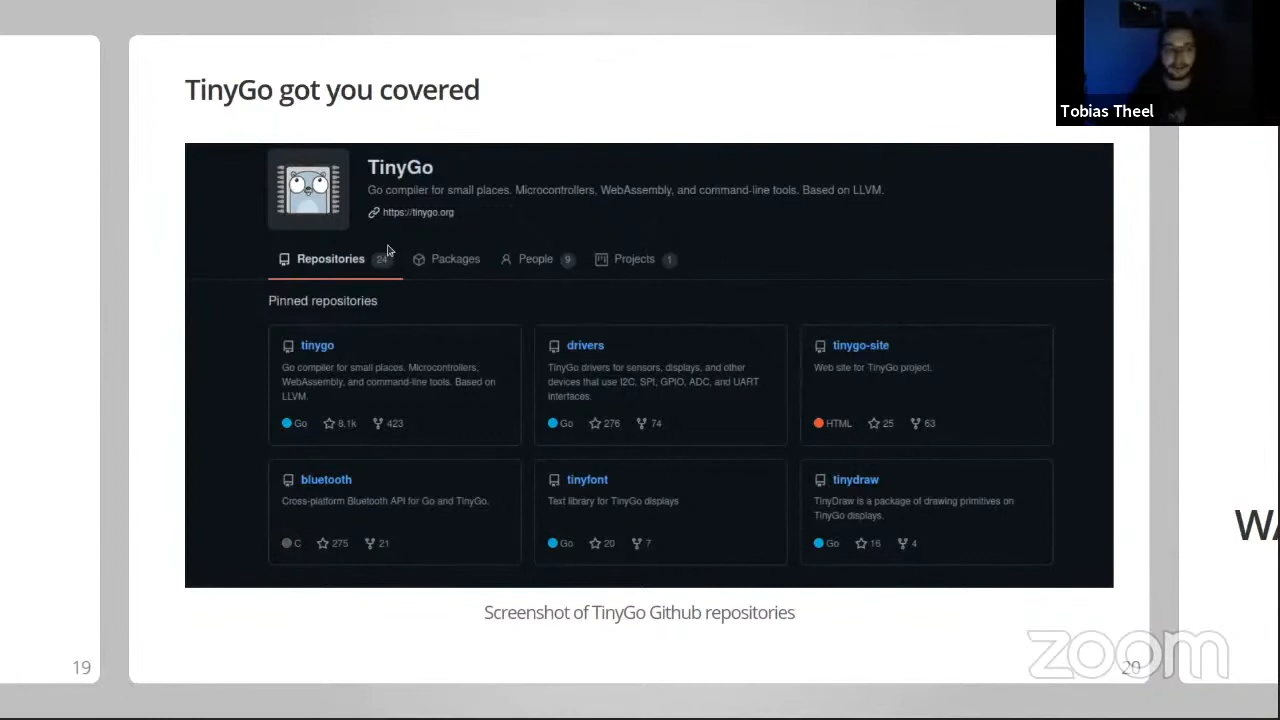 TinyGo got you covered
Tobias Theel
TinyGo
Go compiler for small places. Microcontrollers, WebAssembly, and command-line tools. Based on LLVM.
https://tinygo.org
Repositories 24 Packages People 9 Projects 1
Pinned repositories
tinygo
Go compiler for small places. Microcontrollers,
WebAssembly, and command-line tools. Based on
LLVM.
Go 8.1k 423
drivers
TinyGo drivers for sensors, displays, and other
devices that use I2C, SPI, GPIO, ADC, and UART
interfaces.
Go 276 74
tinygo-site
Web site for TinyGo project.
HTML 25 63
bluetooth
Cross-platform Bluetooth API for Go and TinyGo.
C 275 21
tinyfont
Text library for TinyGo displays
Go 20 7
tinydraw
TinyDraw is a package of drawing primitives on
TinyGo displays.
Go 16 4
Screenshot of TinyGo Github repositories
19
20
zoom